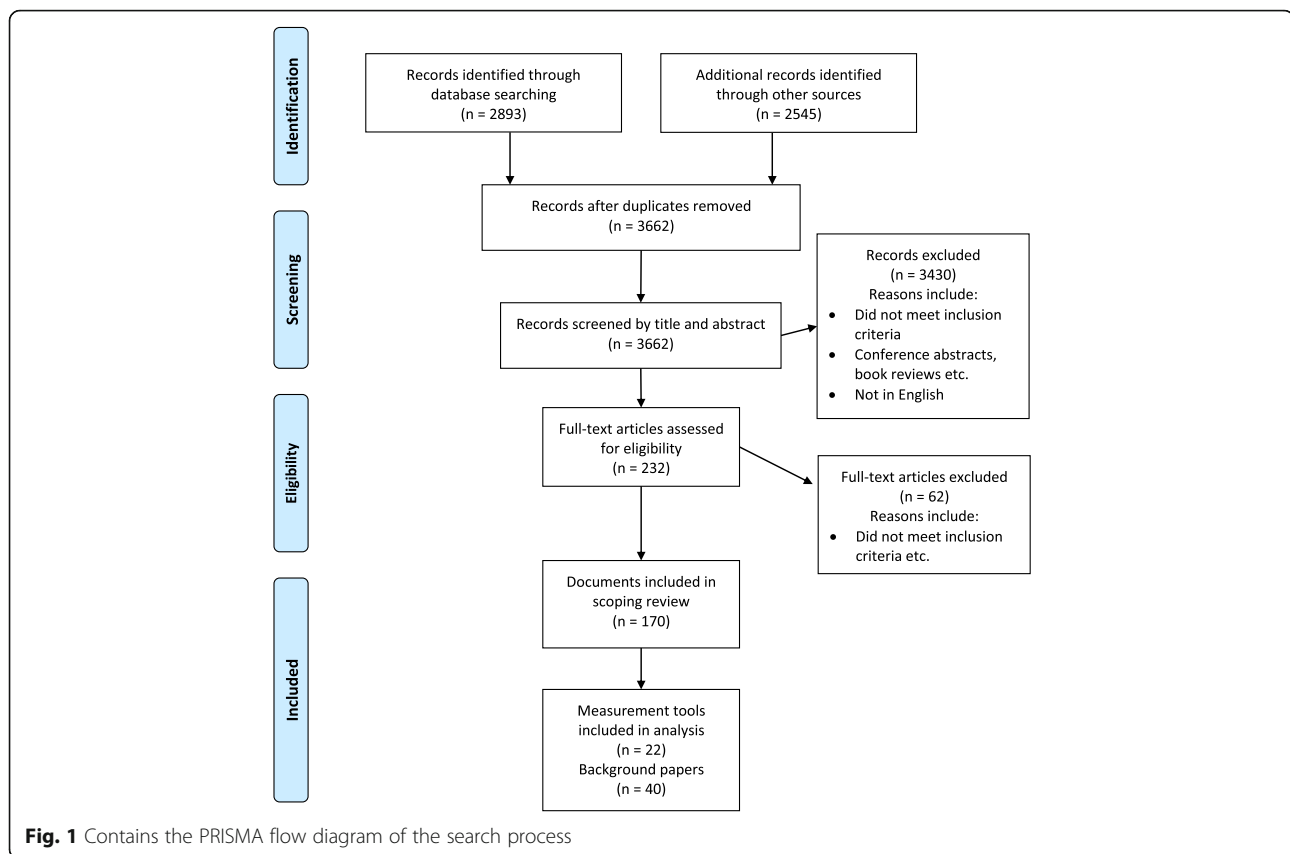 Identification
Records identified through
database searching
(n = 2893)
Additional records identified
through other sources
(n = 2545)
Records after duplicates removed
(n = 3662)
Screening
Records screened by title and abstract
(n = 3662)
Records excluded
(n = 3430)
Reasons include:
• Did not meet inclusion
criteria
• Conference abstracts,
book reviews etc.
• Not in English
Eligibility
Full-text articles assessed
for eligibility
(n = 232)
Full-text articles excluded
(n = 62)
Reasons include:
• Did not meet inclusion
criteria etc.
Included
Documents included in
scoping review
(n = 170)
Measurement tools
included in analysis
(n = 22)
Background papers
(n = 40)
Fig. 1 Contains the PRISMA flow diagram of the search process